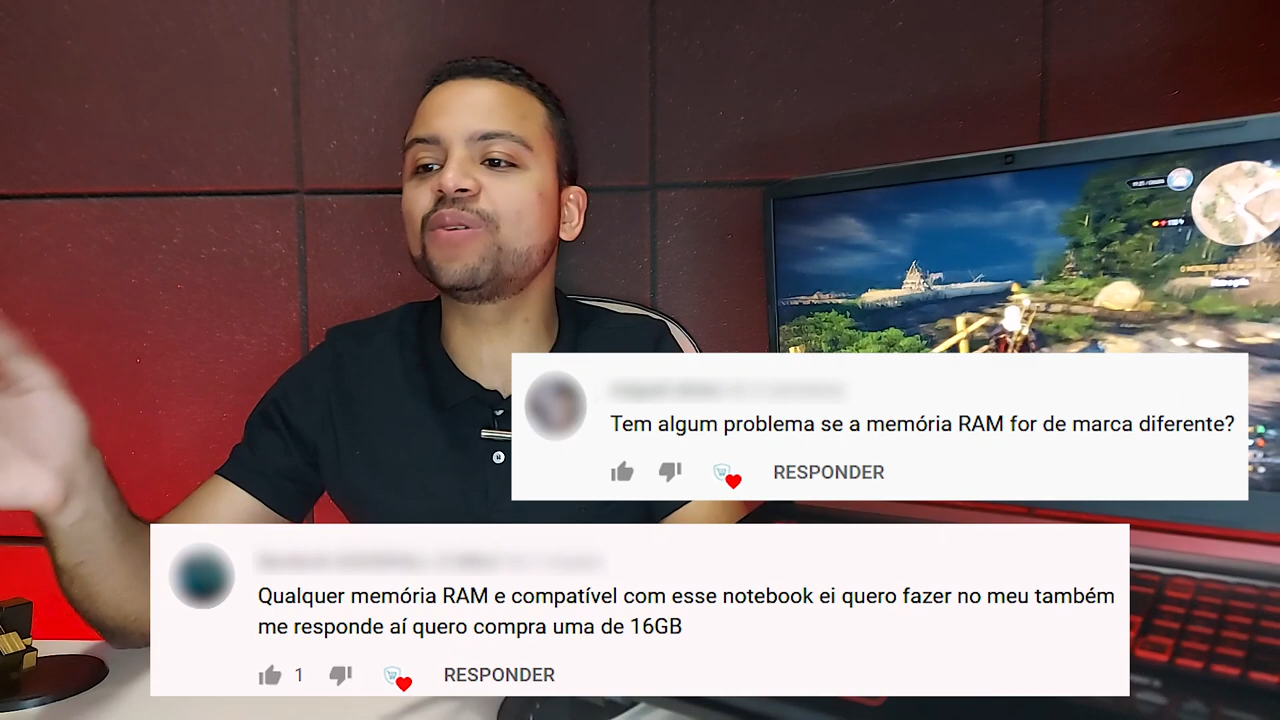 Tem algum problema se a memória RAM for de marca diferente?
RESPONDER
Qualquer memória RAM e compatível com esse notebook ei quero fazer no meu também
me responde aí quero compra uma de 16GB
1
RESPONDER